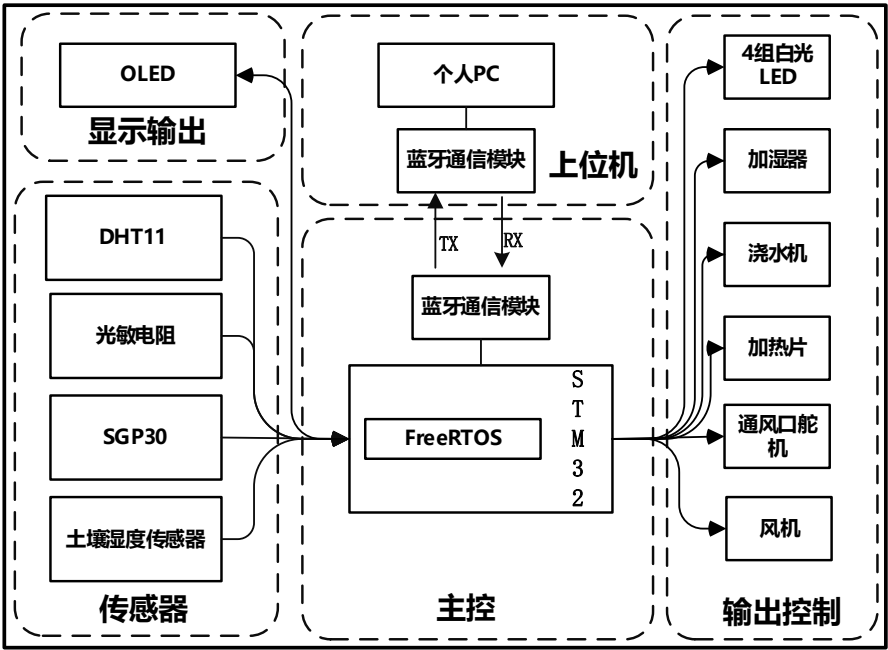 OLED
显示输出
DHT11
光敏电阻
SGP30
土壤湿度传感器
传感器
个人PC
蓝牙通信模块
上位机
TX
RX
蓝牙通信模块
FreeRTOS
S
T
M
3
2
主控
4组白光
LED
加湿器
浇水机
加热片
通风口舵
机
风机
输出控制